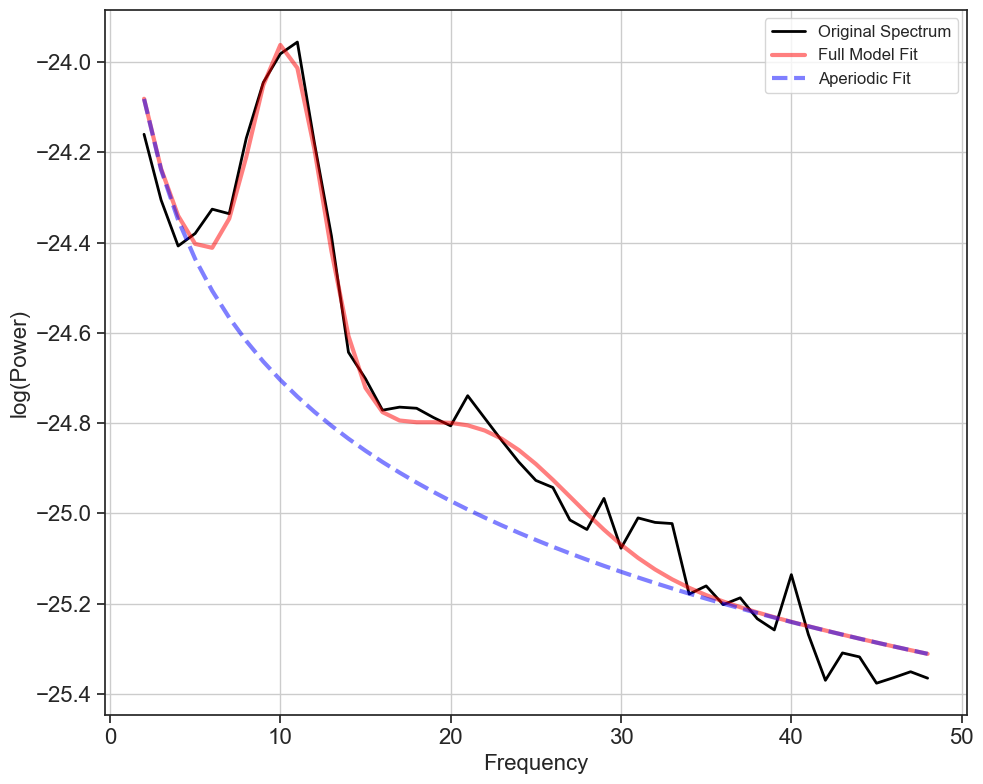 Original Spectrum
Full Model Fit
Aperiodic Fit
log(Power)
−24.0
−24.2
−24.4
−24.6
−24.8
−25.0
−25.2
−25.4
0 10 20 30 40 50
Frequency